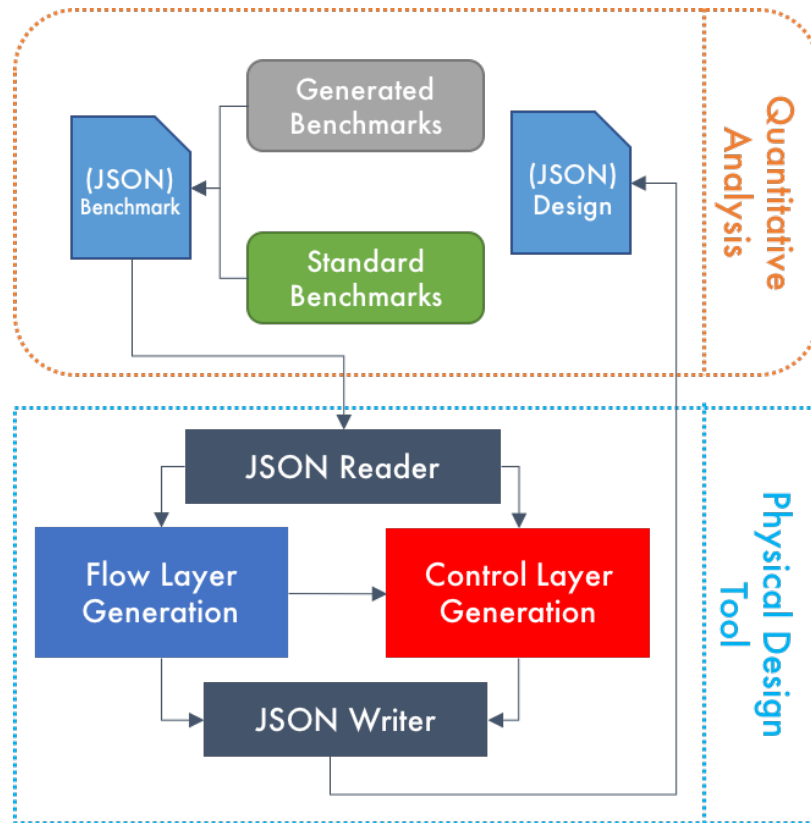 Generated
Benchmarks
(JSON)
Benchmark
(JSON)
Design
Standard
Benchmarks
Quantitative
Analysis
JSON Reader
Flow Layer
Generation
Control Layer
Generation
JSON Writer
Physical Design
Tool